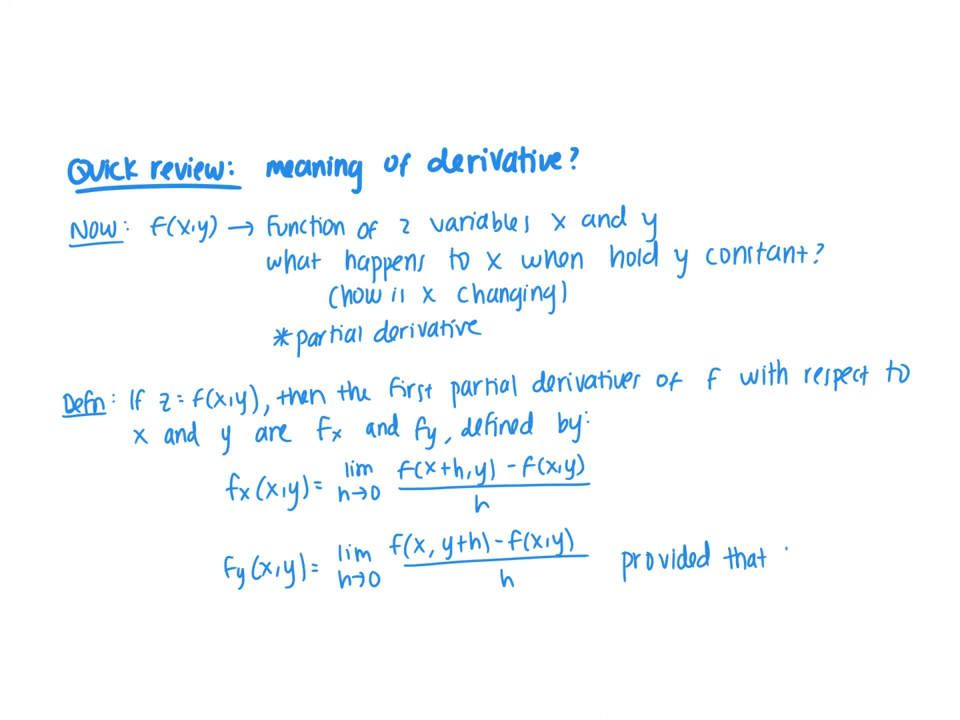 Quick review: meaning of derivative?
Now: f(x,y) → Function of 2 variables x and y
what happens to x when hold y constant?
(how is x changing)
*partial derivative
Defn: If z = f(x,y), then the first partial derivatives of f with respect to
x and y are fx and fy, defined by:
fx(x,y) = lim h→0 f(x+h,y) - f(x,y) / h
fy(x,y) = lim h→0 f(x, y+h) - f(x,y) / h provided that